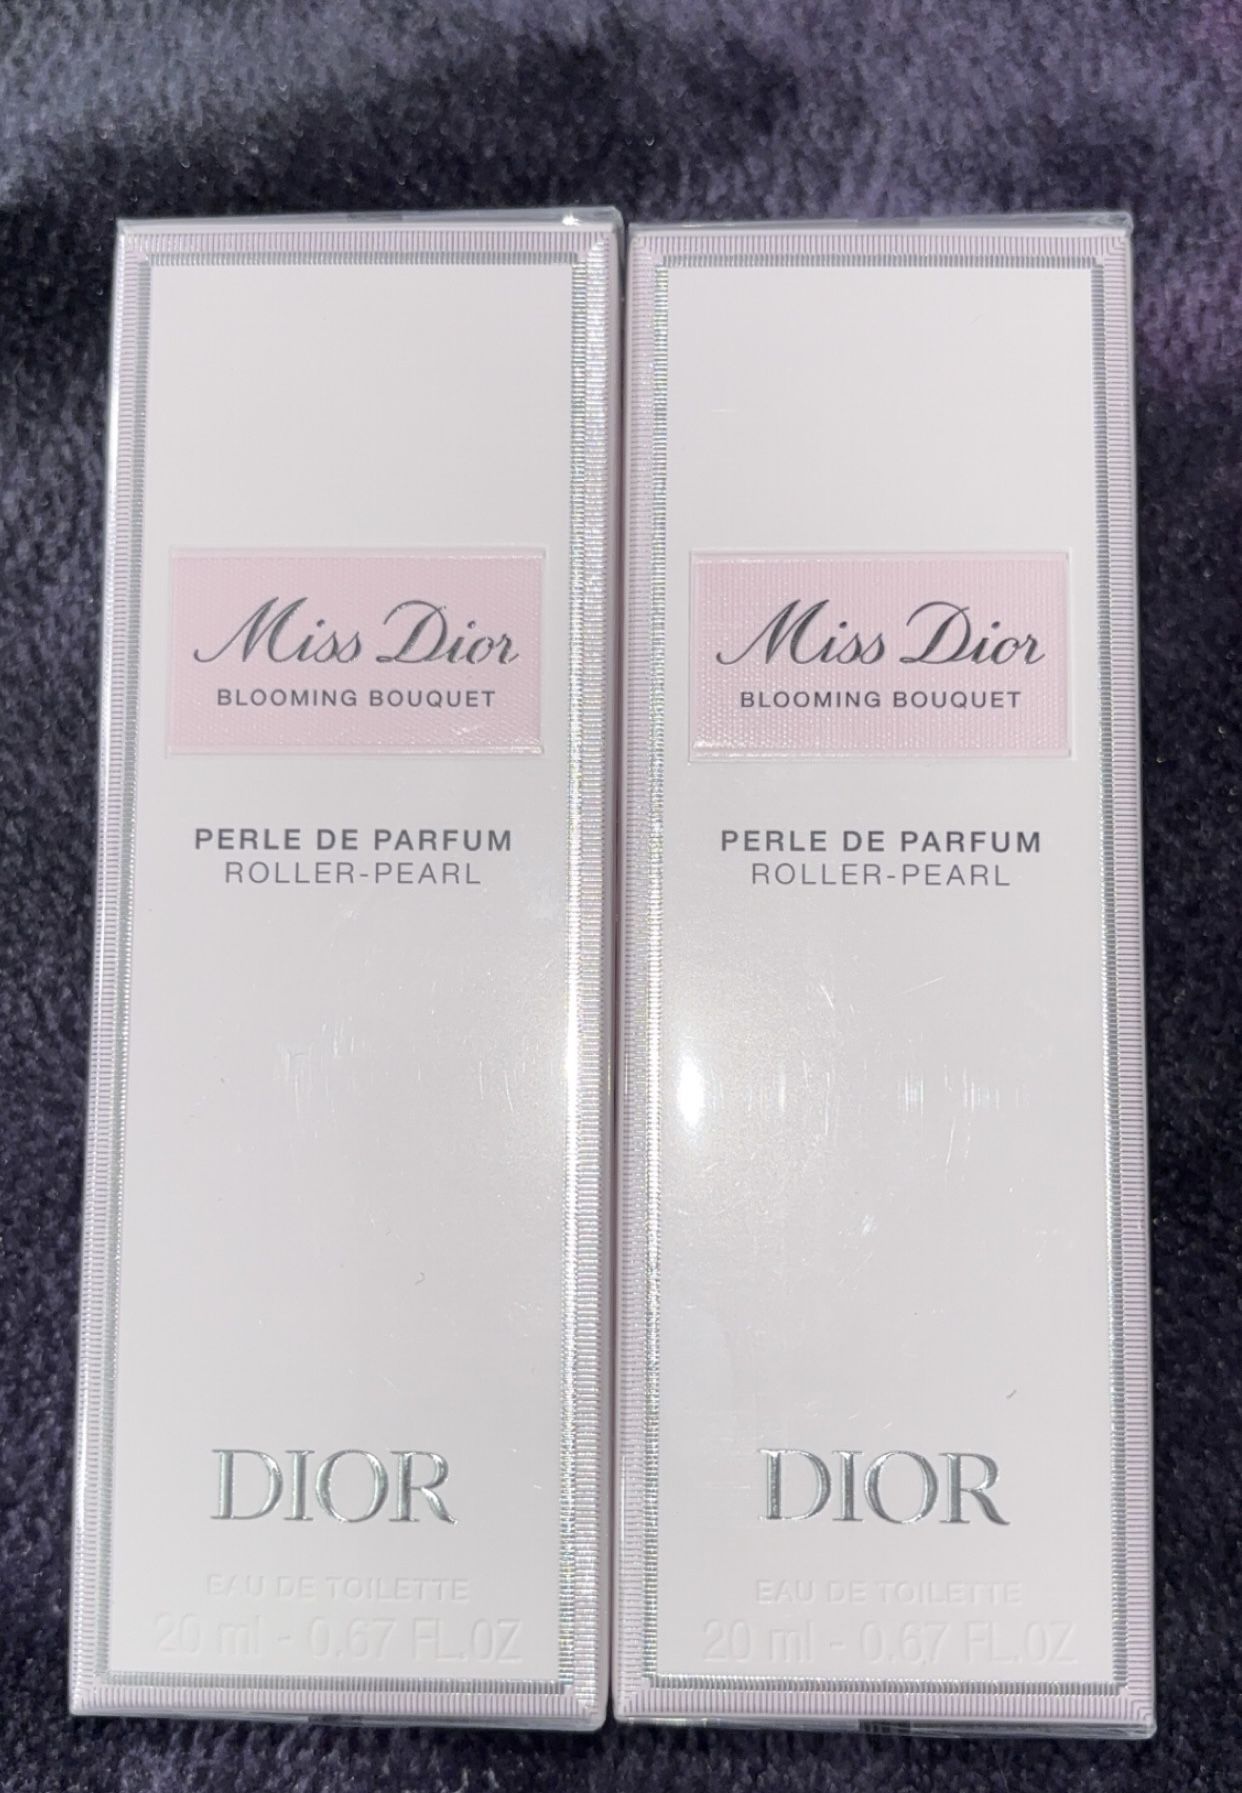 Miss Dior
BLOOMING BOUQUET
PERLE DE PARFUM
ROLLER-PEARL
DIOR
EAU DE TOILETTE
20 ml - 0.67 FL.OZ
Miss Dior
BLOOMING BOUQUET
PERLE DE PARFUM
ROLLER-PEARL
DIOR
EAU DE TOILETTE
20 ml - 0.67 FL.OZ